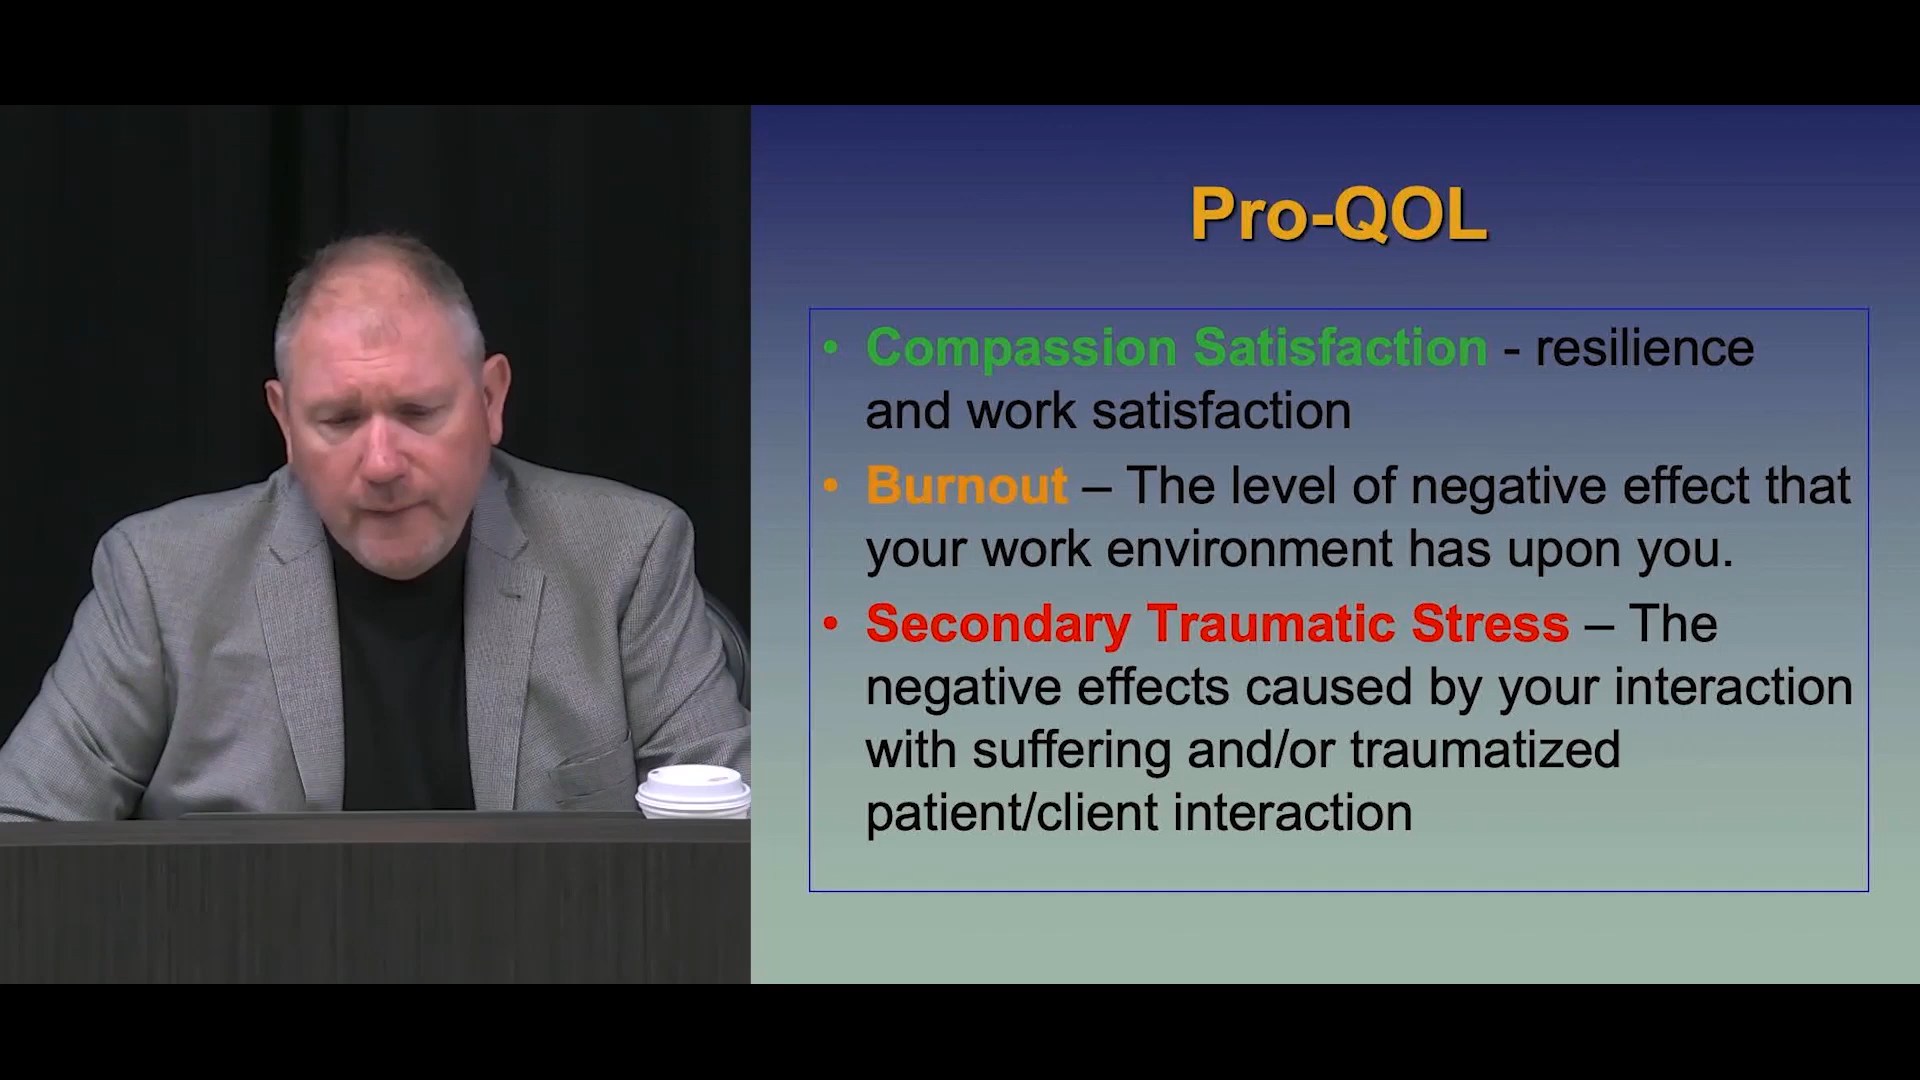 Pro-QOL
• Compassion Satisfaction - resilience
and work satisfaction
• Burnout – The level of negative effect that
your work environment has upon you.
• Secondary Traumatic Stress – The
negative effects caused by your interaction
with suffering and/or traumatized
patient/client interaction